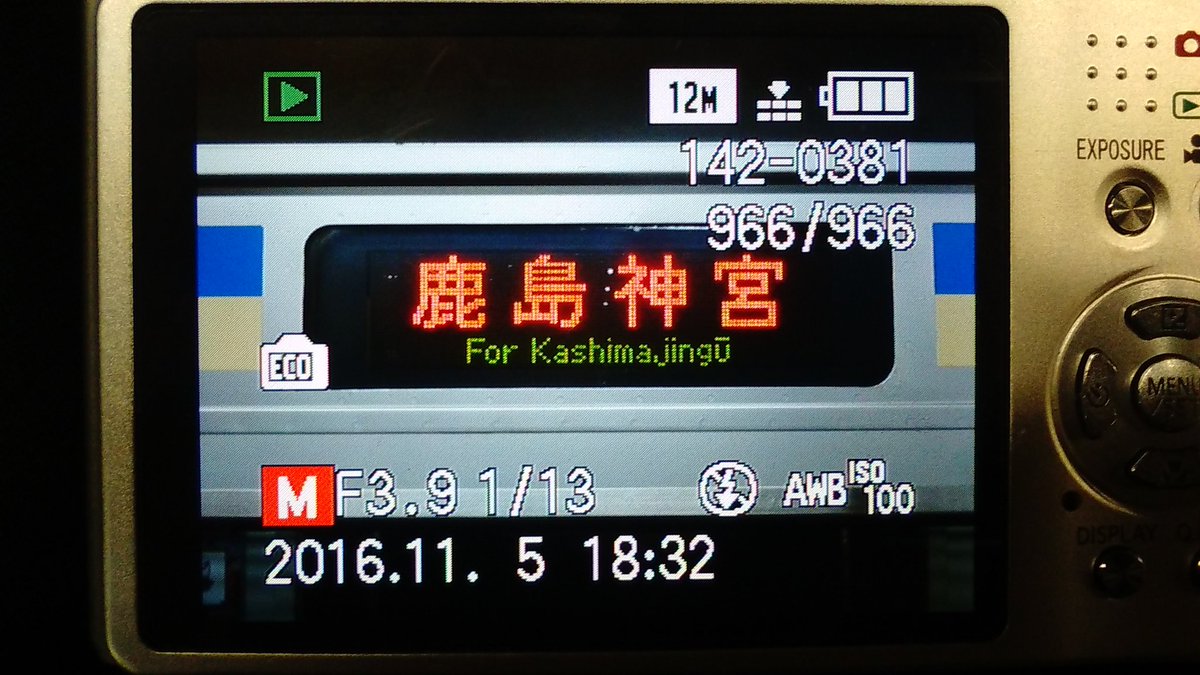 12M
142-0381
EXPOSURE
966/966
鹿島神宮
For Kashimajingū
ECO
MENU
M F3.9 1/13 AWB ISO 100
DISPLAY
2016.11. 5 18:32